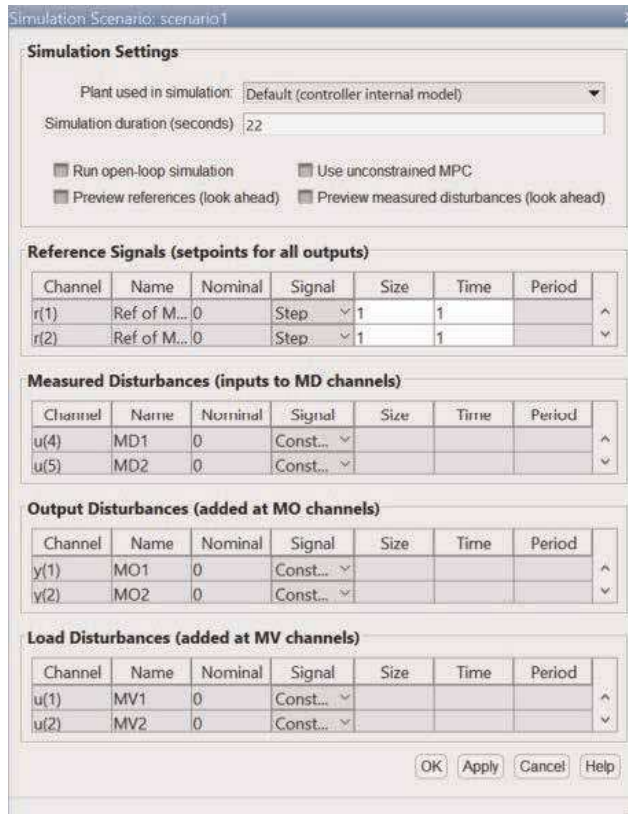 Simulation Scenario: scenario1
Simulation Settings
Plant used in simulation: Default (controller internal model)
Simulation duration (seconds) 22
Run open-loop simulation Use unconstrained MPC
Preview references (look ahead) Preview measured disturbances (look ahead)
Reference Signals (setpoints for all outputs)
Channel Name Nominal Signal Size Time Period
r(1) Ref of M... 0 Step 1 1
r(2) Ref of M... 0 Step 1 1
Measured Disturbances (inputs to MD channels)
Channel Name Nominal Signal Size Time Period
u(4) MD1 0 Const...
u(5) MD2 0 Const...
Output Disturbances (added at MO channels)
Channel Name Nominal Signal Size Time Period
y(1) MO1 0 Const...
y(2) MO2 0 Const...
Load Disturbances (added at MV channels)
Channel Name Nominal Signal Size Time Period
u(1) MV1 0 Const...
u(2) MV2 0 Const...
OK Apply Cancel Help